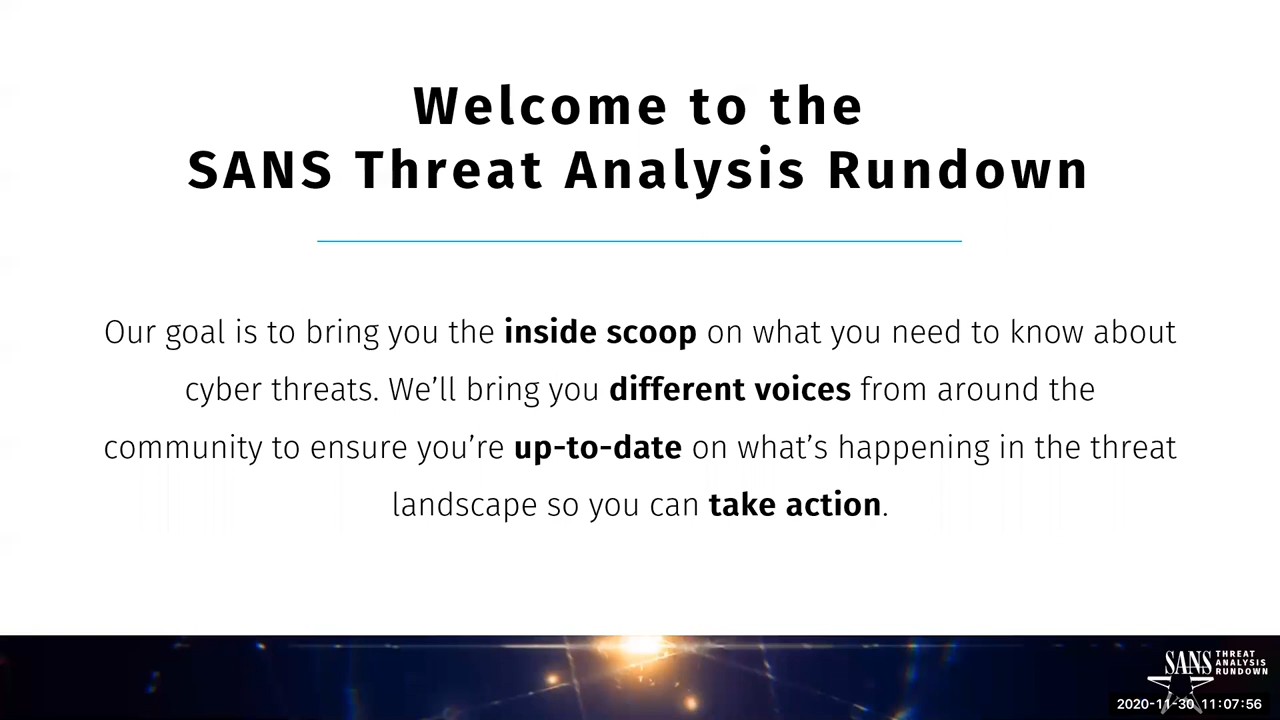 Welcome to the
SANS Threat Analysis Rundown
Our goal is to bring you the inside scoop on what you need to know about
cyber threats. We’ll bring you different voices from around the
community to ensure you’re up-to-date on what’s happening in the threat
landscape so you can take action.
SANS THREAT
ANALYSIS
RUNDOWN
2020-11-30 11:07:56